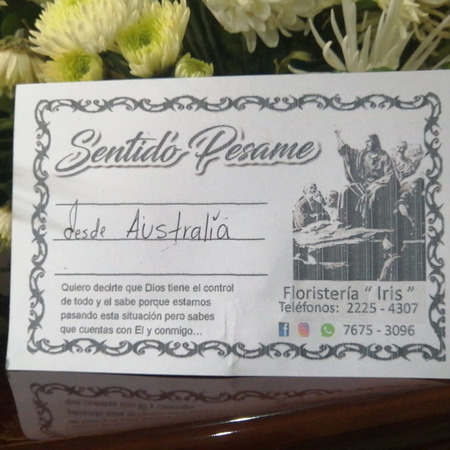 Sentido Pesame
desde Australia
Quiero decirte que Dios tiene el control
de todo y el sabe porque estamos
pasando esta situación pero sabes
que cuentas con El y conmigo...
Floristería " Iris "
Teléfonos: 2225 - 4307
7675 - 3096